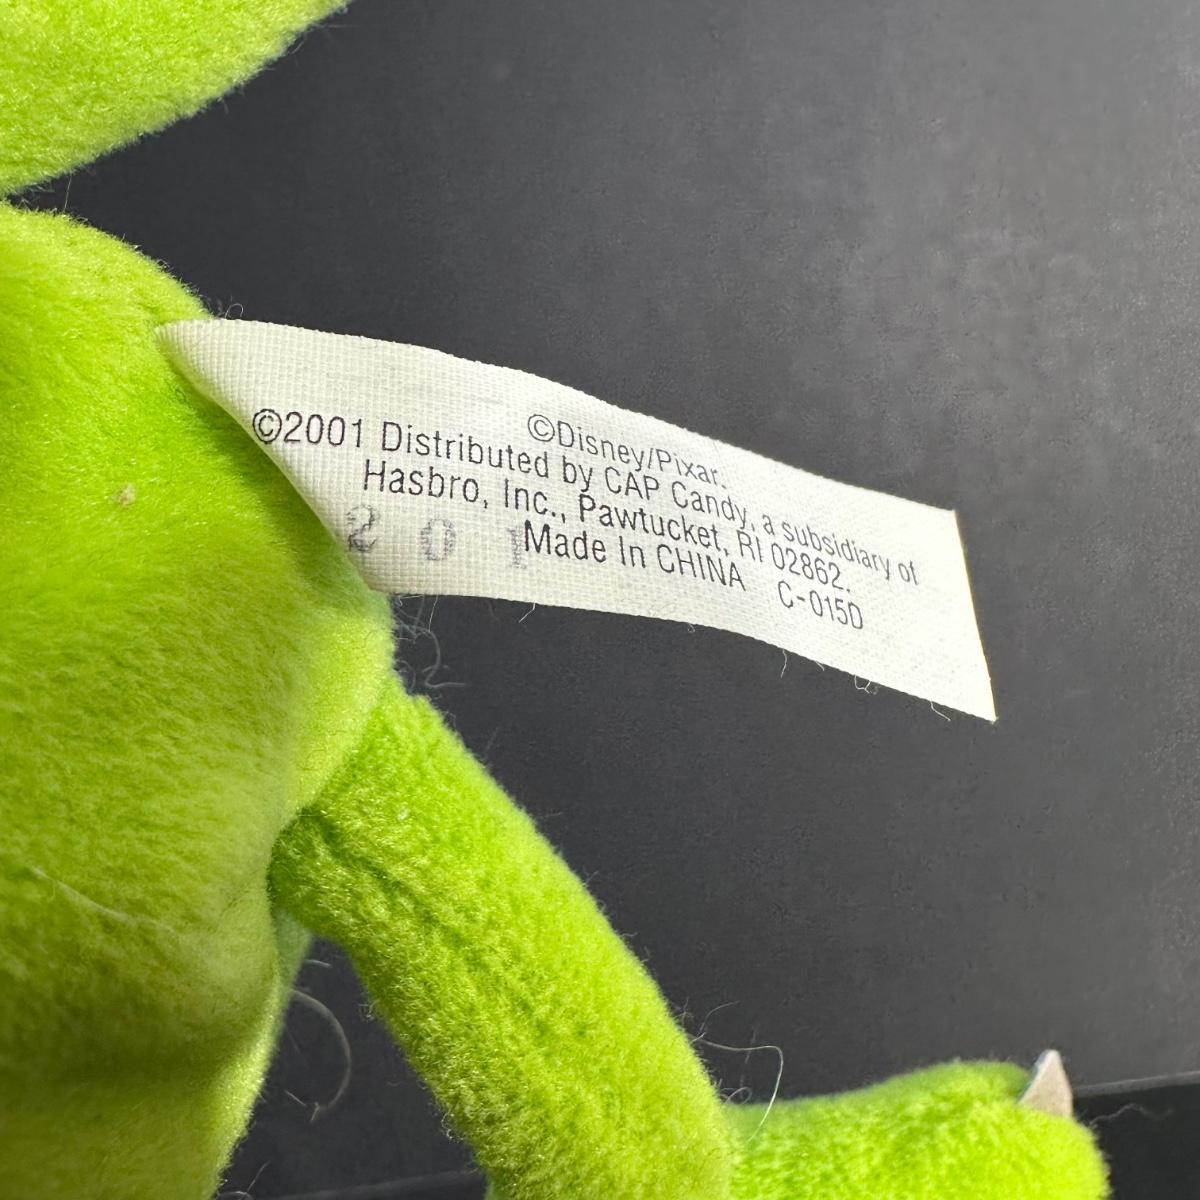 ©Disney/Pixar.
©2001 Distributed by CAP Candy, a subsidiary of
Hasbro, Inc., Pawtucket, RI 02862.
Made In CHINA C-015D
2 0 1